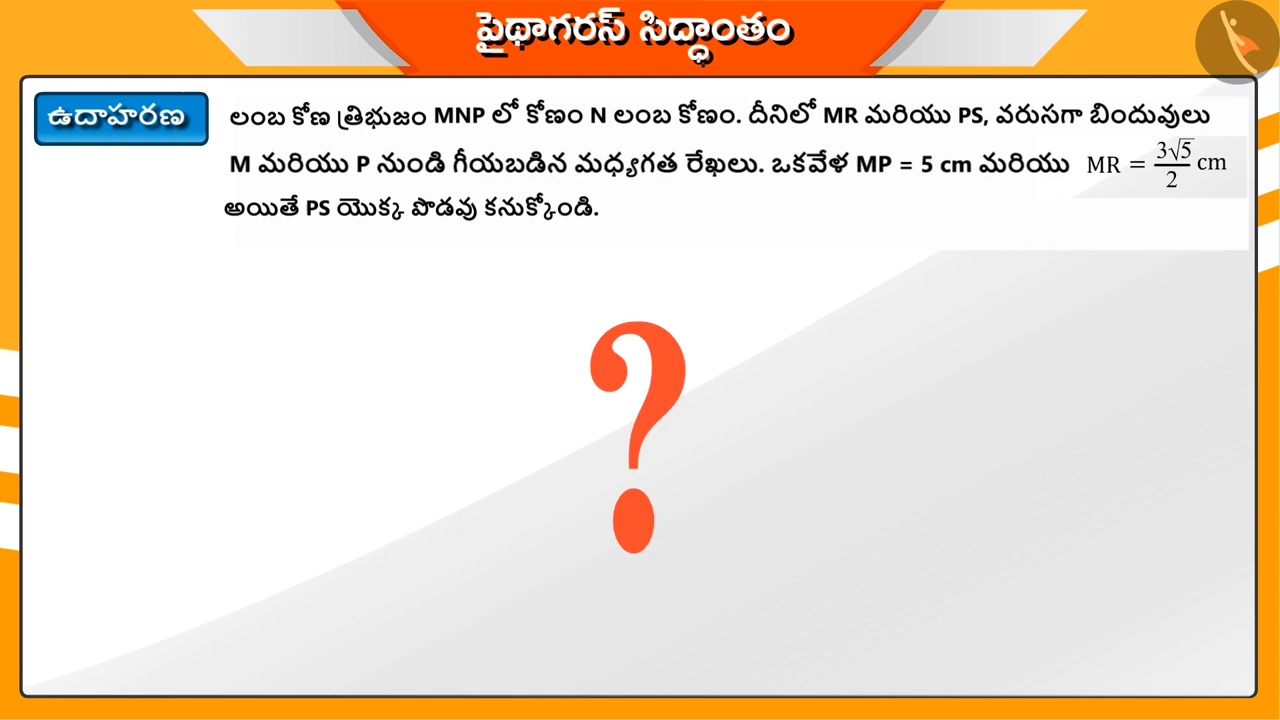 పైథాగరస్ సిద్ధాంతం
ఉదాహరణ
లంబ కోణ త్రిభుజం MNP లో కోణం N లంబ కోణం. దీనిలో MR మరియు PS, వరుసగా బిందువులు
M మరియు P నుండి గీయబడిన మధ్యగత రేఖలు. ఒకవేళ MP = 5 cm మరియు MR = 3√5/2 cm
అయితే PS యొక్క పొడవు కనుక్కోండి.
?